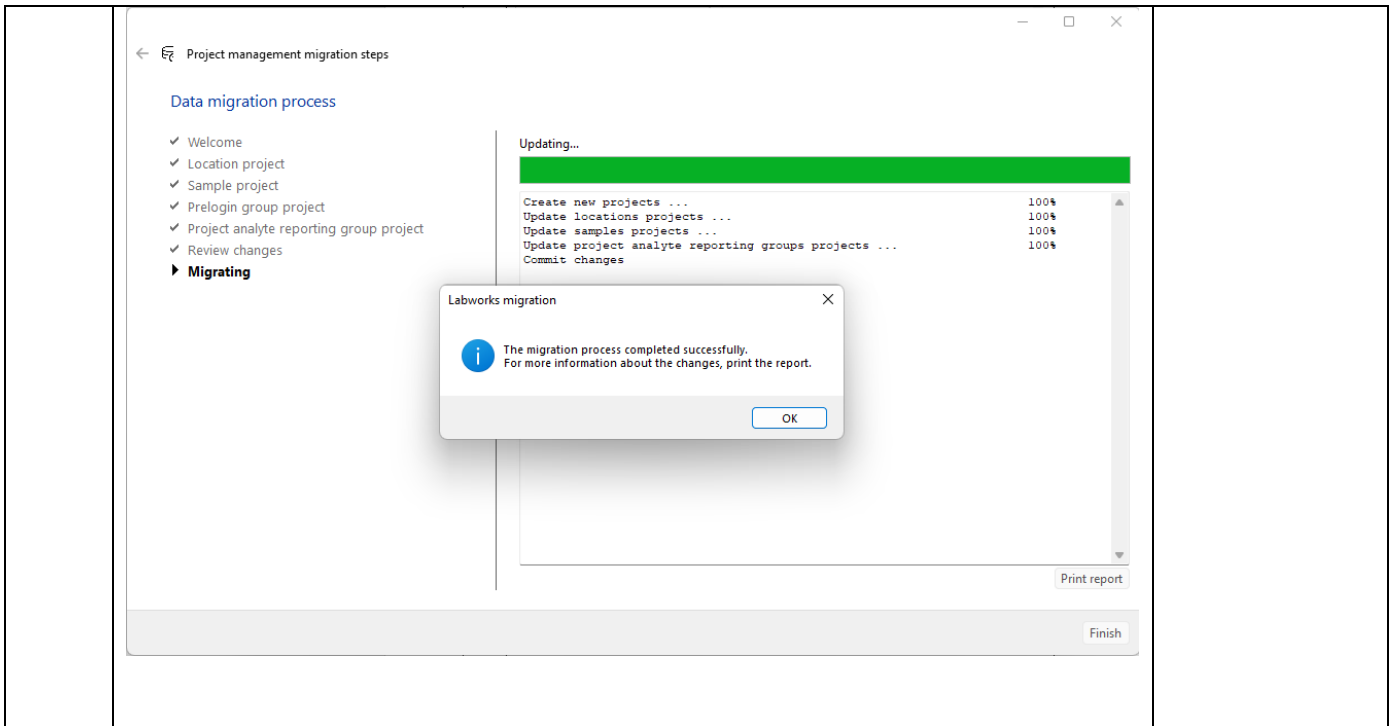 Project management migration steps
Data migration process
Welcome
Location project
Sample project
Prelogin group project
Project analyte reporting group project
Review changes
Migrating
Updating...
Create new projects ... 100%
Update locations projects ... 100%
Update samples projects ... 100%
Update project analyte reporting groups projects ... 100%
Commit changes
Labworks migration
The migration process completed successfully.
For more information about the changes, print the report.
OK
Print report
Finish